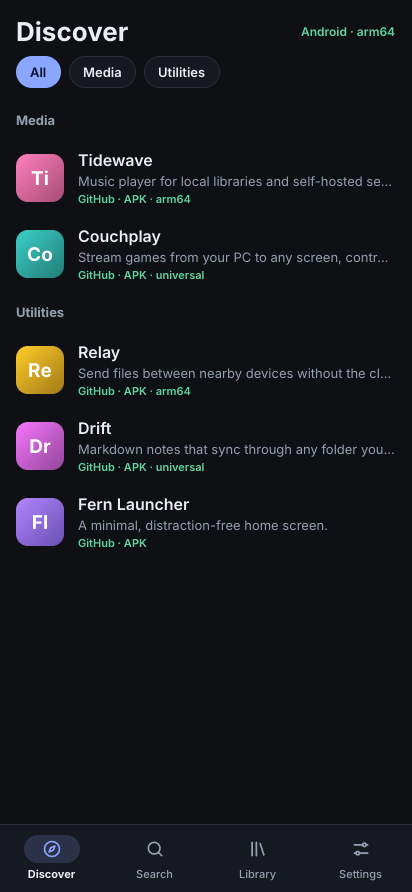 Discover
Android · arm64
All
Media
Utilities
Media
Ti
Tidewave
Music player for local libraries and self-hosted se...
GitHub · APK · arm64
Co
Couchplay
Stream games from your PC to any screen, contr...
GitHub · APK · universal
Utilities
Re
Relay
Send files between nearby devices without the cl...
GitHub · APK · arm64
Dr
Drift
Markdown notes that sync through any folder you...
GitHub · APK · universal
Fl
Fern Launcher
A minimal, distraction-free home screen.
GitHub · APK
Discover
Search
Library
Settings